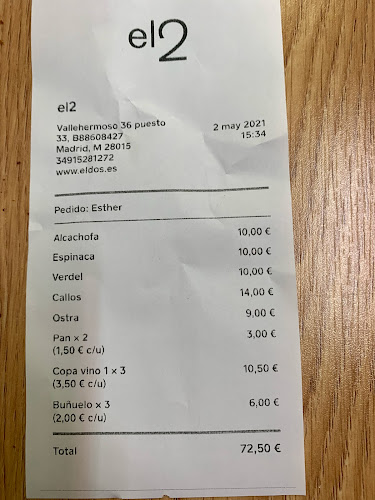 el2
el2
Vallehermoso 36 puesto
33, B88608427
Madrid, M 28015
34915281272
www.eldos.es
2 may 2021
15:34
Pedido: Esther
Alcachofa 10,00 €
Espinaca 10,00 €
Verdel 10,00 €
Callos 14,00 €
Ostra 9,00 €
Pan x 2 3,00 €
(1,50 € c/u)
Copa vino 1 x 3 10,50 €
(3,50 € c/u)
Buñuelo x 3 6,00 €
(2,00 € c/u)
Total 72,50 €